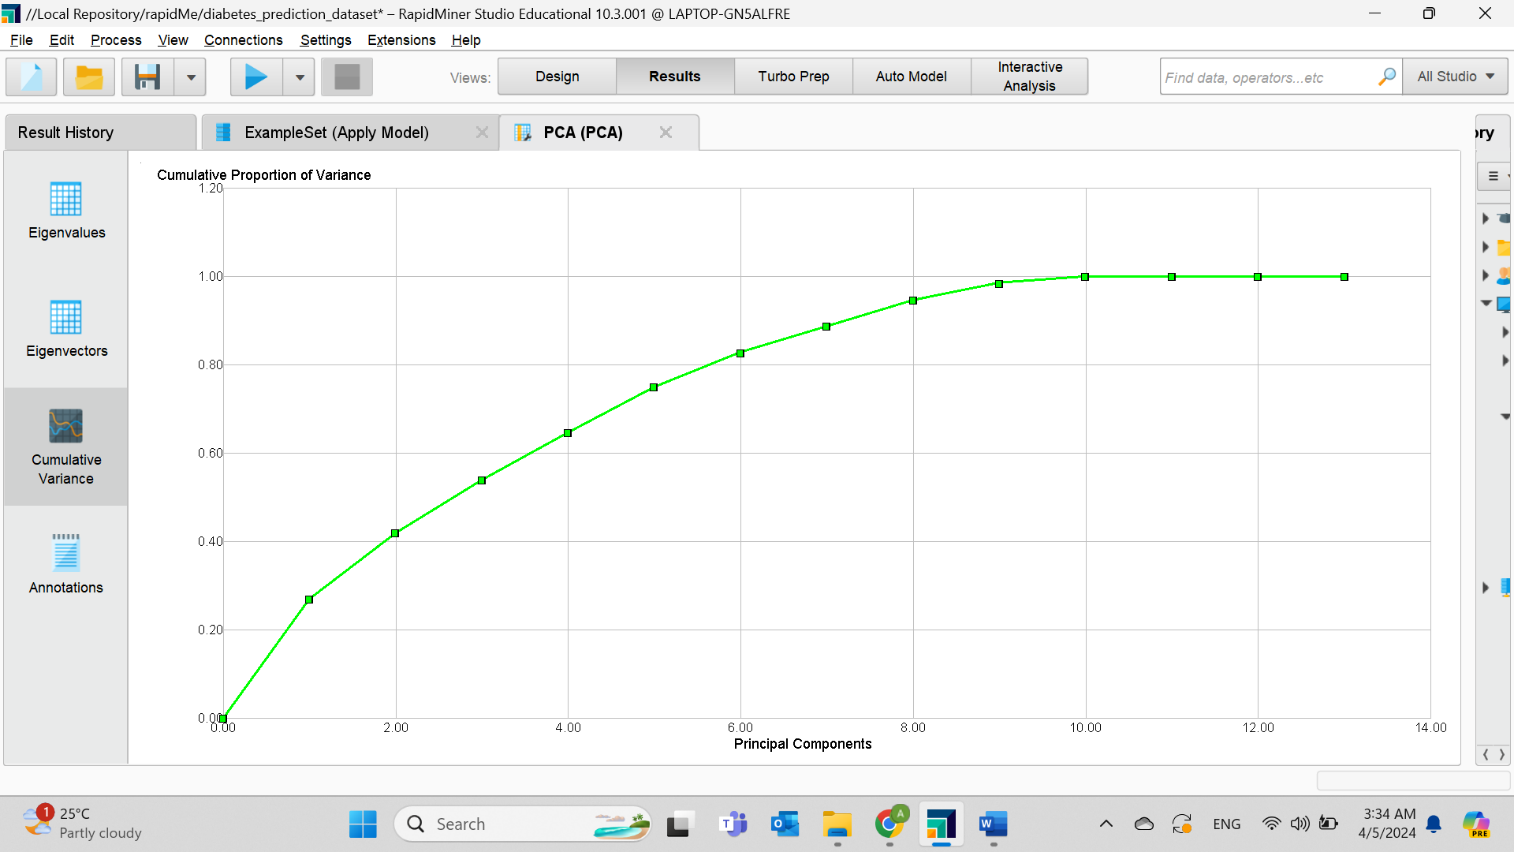 //Local Repository/rapidMe/diabetes_prediction_dataset* – RapidMiner Studio Educational 10.3.001 @ LAPTOP-GN5ALFRE
File Edit Process View Connections Settings Extensions Help
Views: Design Results Turbo Prep Auto Model Interactive Analysis
Find data, operators...etc All Studio
Result History
ExampleSet (Apply Model)
PCA (PCA)
ry
Eigenvalues
Eigenvectors
Cumulative
Variance
Annotations
Cumulative Proportion of Variance
1.20
1.00
0.80
0.60
0.40
0.20
0.00
0.00 2.00 4.00 6.00 8.00 10.00 12.00 14.00
Principal Components
1
25°C
Partly cloudy
Search
A
ENG
3:34 AM
4/5/2024
PRE